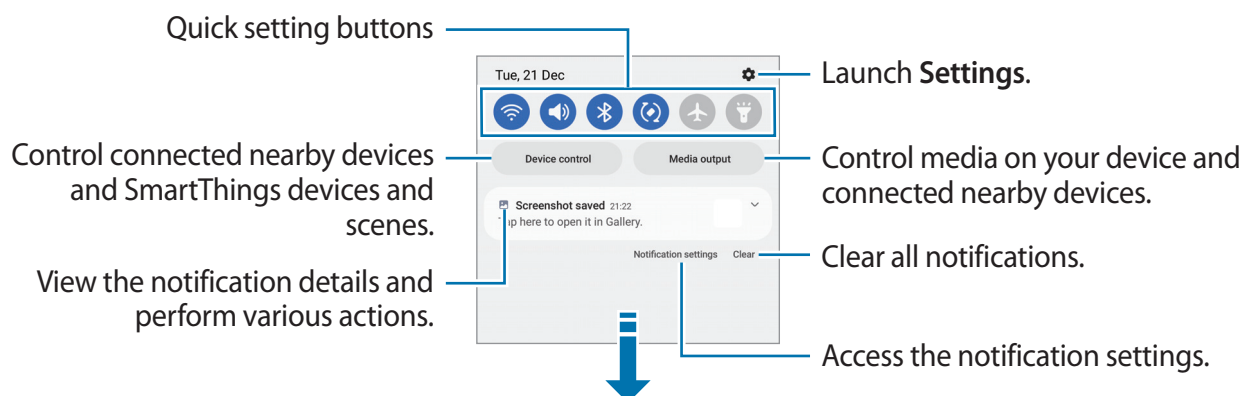 Quick setting buttons
Tue, 21 Dec
Launch Settings.
Control connected nearby devices
and SmartThings devices and
scenes.
Device control
Media output
Control media on your device and
connected nearby devices.
Screenshot saved 21:22
here to open it in Gallery.
View the notification details and
perform various actions.
Notification settings
Clear
Clear all notifications.
Access the notification settings.